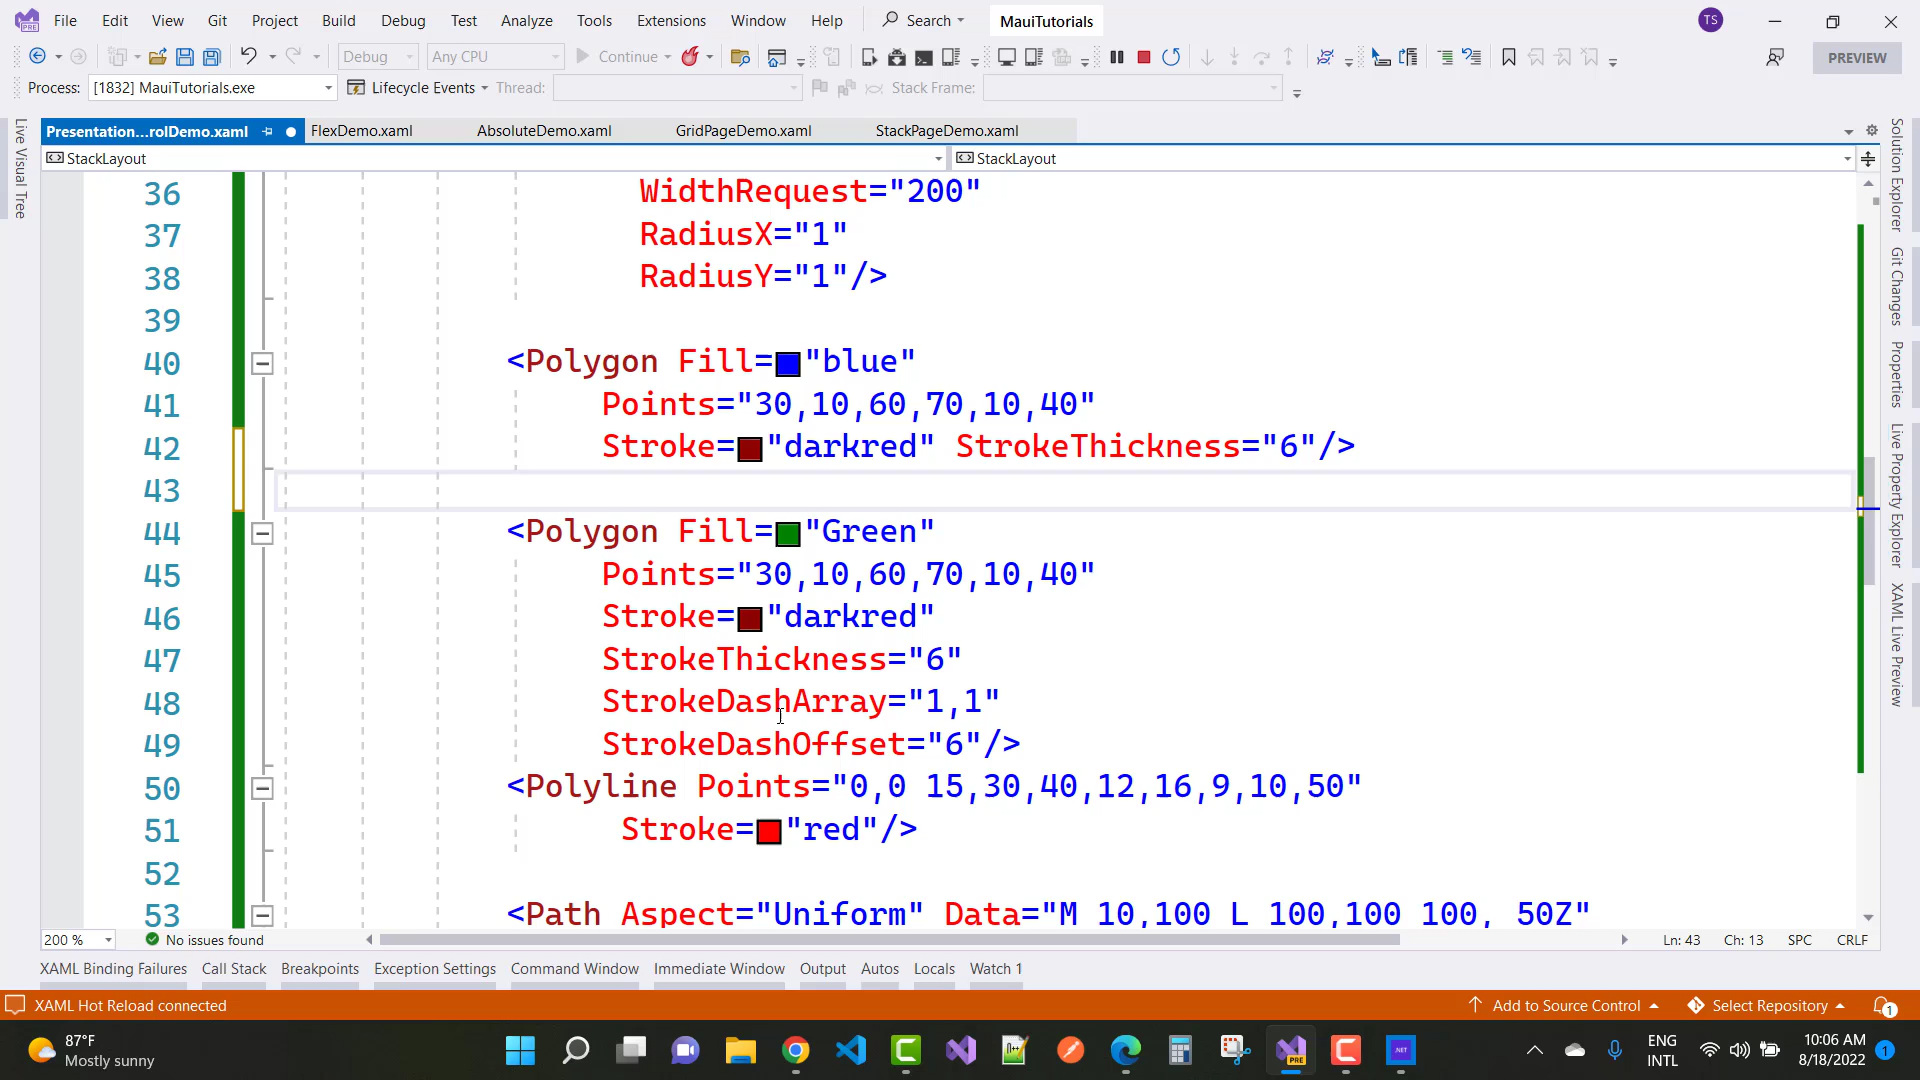 File Edit View Git Project Build Debug Test Analyze Tools Extensions Window Help Search MauiTutorials TS
Debug Any CPU Continue PREVIEW
Process: [1832] MauiTutorials.exe Lifecycle Events Thread: Stack Frame:
Presentation...rolDemo.xaml FlexDemo.xaml AbsoluteDemo.xaml GridPageDemo.xaml StackPageDemo.xaml
StackLayout StackLayout
Live Visual Tree
36 WidthRequest="200"
37 RadiusX="1"
38 RadiusY="1"/>
39
40 <Polygon Fill="blue"
41 Points="30,10,60,70,10,40"
42 Stroke="darkred" StrokeThickness="6"/>
43
44 <Polygon Fill="Green"
45 Points="30,10,60,70,10,40"
46 Stroke="darkred"
47 StrokeThickness="6"
48 StrokeDashArray="1,1"
49 StrokeDashOffset="6"/>
50 <Polyline Points="0,0 15,30,40,12,16,9,10,50"
51 Stroke="red"/>
52
53 <Path Aspect="Uniform" Data="M 10,100 L 100,100 100, 50Z"
Solution Explorer
Git Changes
Properties
Live Property Explorer
XAML Live Preview
200 % No issues found Ln: 43 Ch: 13 SPC CRLF
XAML Binding Failures Call Stack Breakpoints Exception Settings Command Window Immediate Window Output Autos Locals Watch 1
XAML Hot Reload connected Add to Source Control Select Repository 1
87°F
Mostly sunny
PRE
.NET
ENG
INTL
10:06 AM
8/18/2022
1